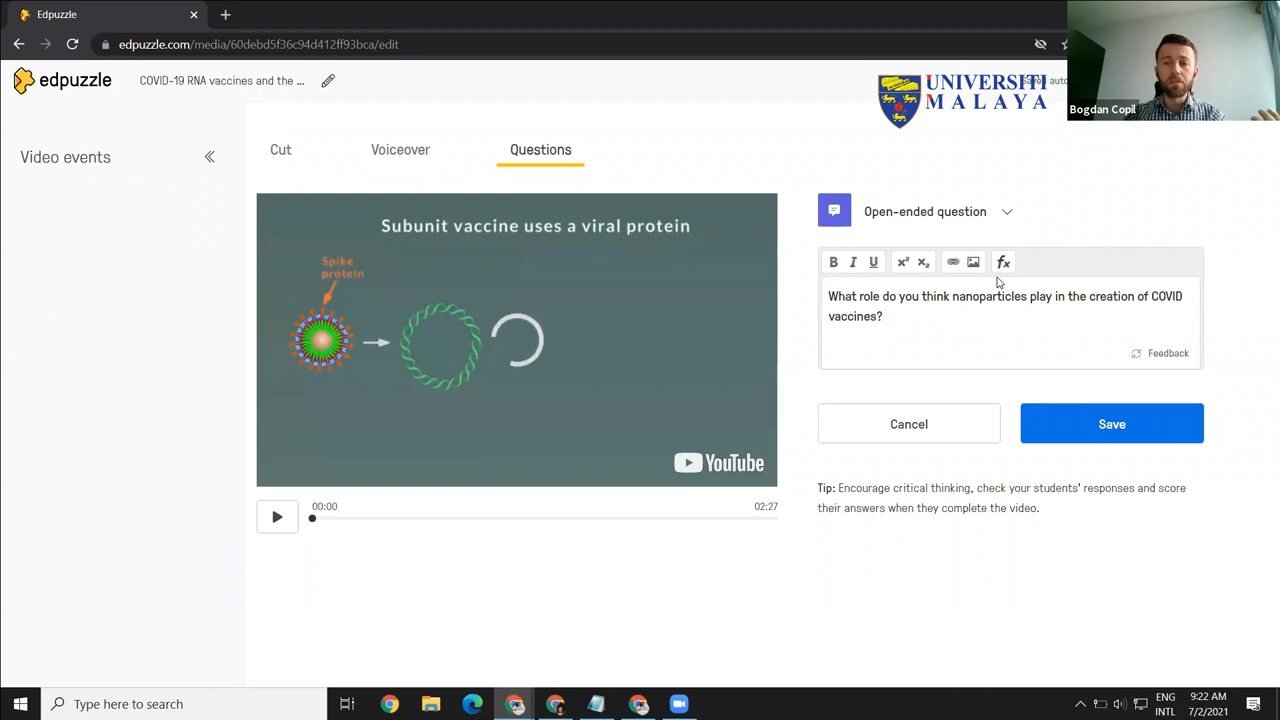 Edpuzzle
edpuzzle.com/media/60debd5f36c94d412ff93bca/edit
edpuzzle
COVID-19 RNA vaccines and the ...
UNIVERSITI
MALAYA
Bogdan Copil
Video events
Cut
Voiceover
Questions
Subunit vaccine uses a viral protein
Spike
protein
YouTube
00:00
02:27
Open-ended question
B I U x² x₂ fx
What role do you think nanoparticles play in the creation of COVID
vaccines?
Feedback
Cancel
Save
Tip: Encourage critical thinking, check your students' responses and score
their answers when they complete the video.
Type here to search
ENG
INTL
9:22 AM
7/2/2021